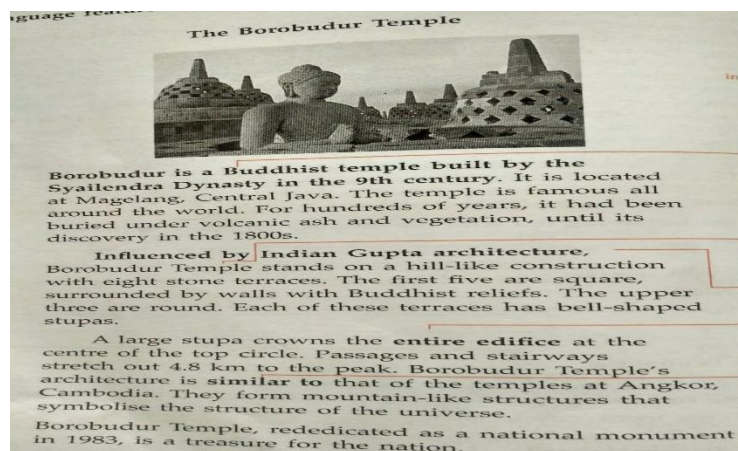 The Borobudur Temple
in
Borobudur is a Buddhist temple built by the
Syailendra Dynasty in the 9th century. It is located
at Magelang, Central Java. The temple is famous all
around the world. For hundreds of years, it had been
buried under volcanic ash and vegetation, until its
discovery in the 1800s.
Influenced by Indian Gupta architecture,
Borobudur Temple stands on a hill-like construction
with eight stone terraces. The first five are square,
surrounded by walls with Buddhist reliefs. The upper
three are round. Each of these terraces has bell-shaped
stupas.
A large stupa crowns the entire edifice at the
centre of the top circle. Passages and stairways
stretch out 4.8 km to the peak. Borobudur Temple's
architecture is similar to that of the temples at Angkor,
Cambodia. They form mountain-like structures that
symbolise the structure of the universe.
Borobudur Temple, rededicated as a national monument
in 1983, is a treasure for the nation.